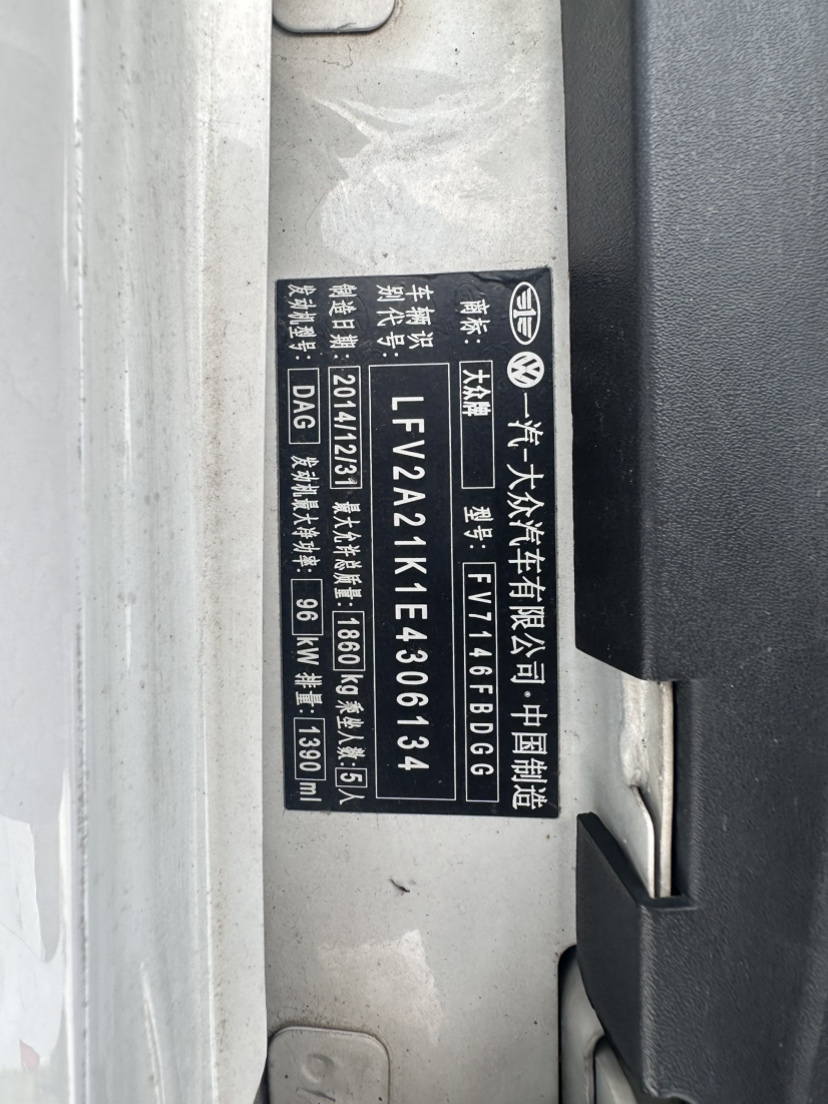 一汽-大众汽车有限公司·中国制造
商标: 大众牌 型号: FV7146FBDGG
车辆识别代号: LFV2A21K1E4306134
制造日期: 2014/12/31 最大允许总质量: 1860 kg 乘坐人数: 5 人
发动机型号: DAG 发动机最大净功率: 96 kW 排量: 1390 ml